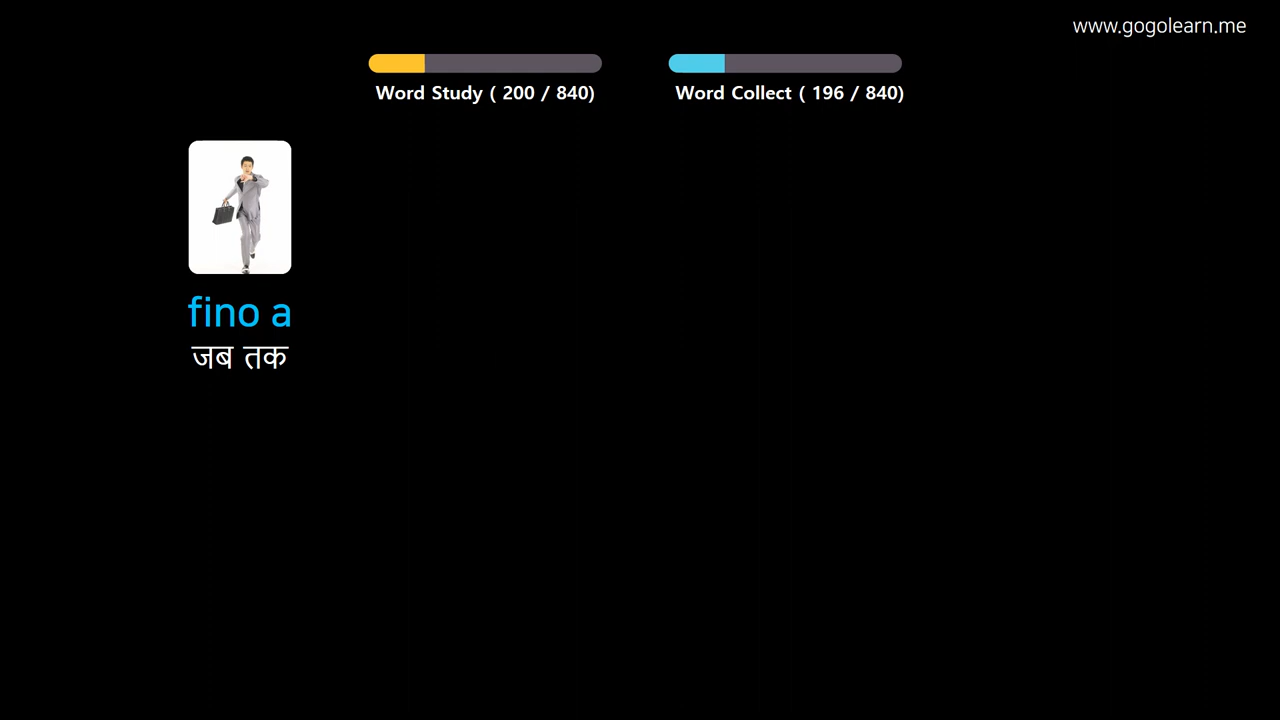 www.gogolearn.me
Word Study ( 200 / 840)
Word Collect ( 196 / 840)
fino a
जब तक